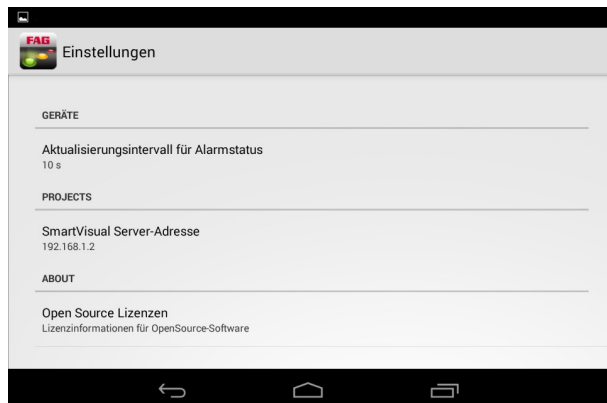 FAG
Einstellungen
GERÄTE
Aktualisierungsintervall für Alarmstatus
10 s
PROJECTS
SmartVisual Server-Adresse
192.168.1.2
ABOUT
Open Source Lizenzen
Lizenzinformationen für OpenSource-Software